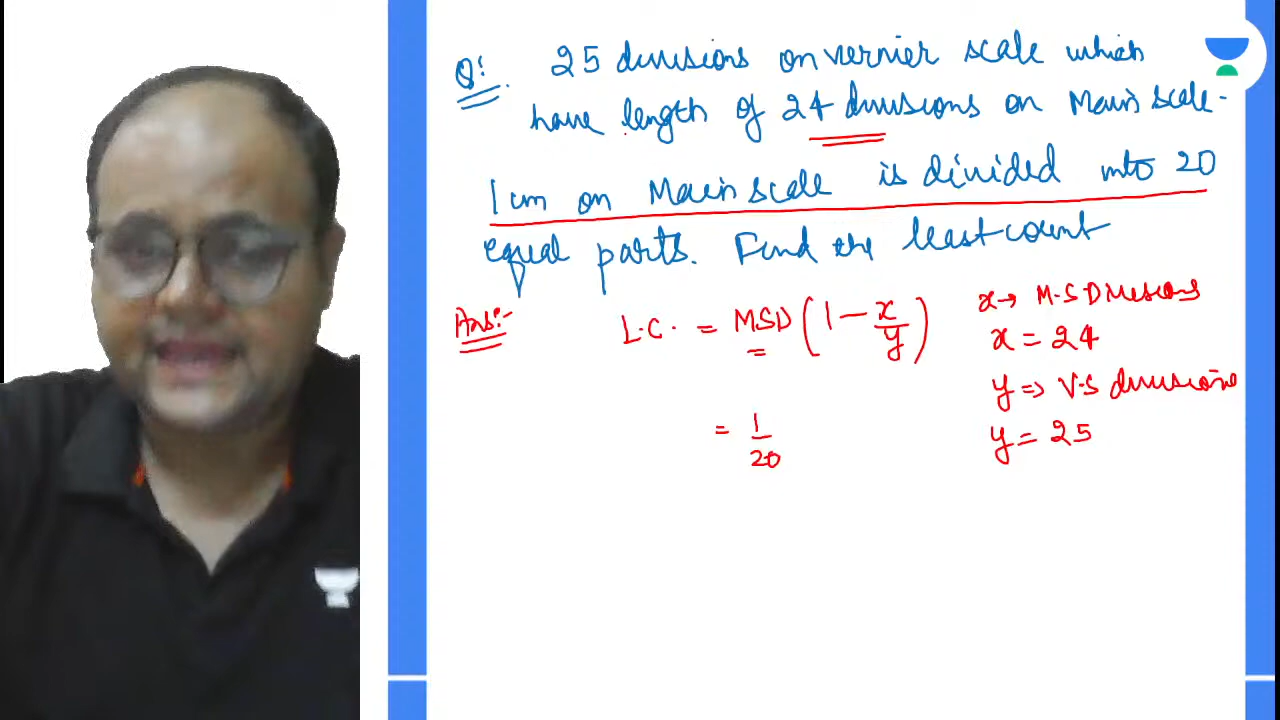 Q:. 25 divisions on vernier scale which
have length of 24 divisions on Main scale.
1 cm on Main scale is divided into 20
equal parts. Find the least count
Ans:- L.C. = MSD (1 - x/y)
x → M.S Divisions
x = 24
y ⇒ V.S divisions
= 1/20
y = 25